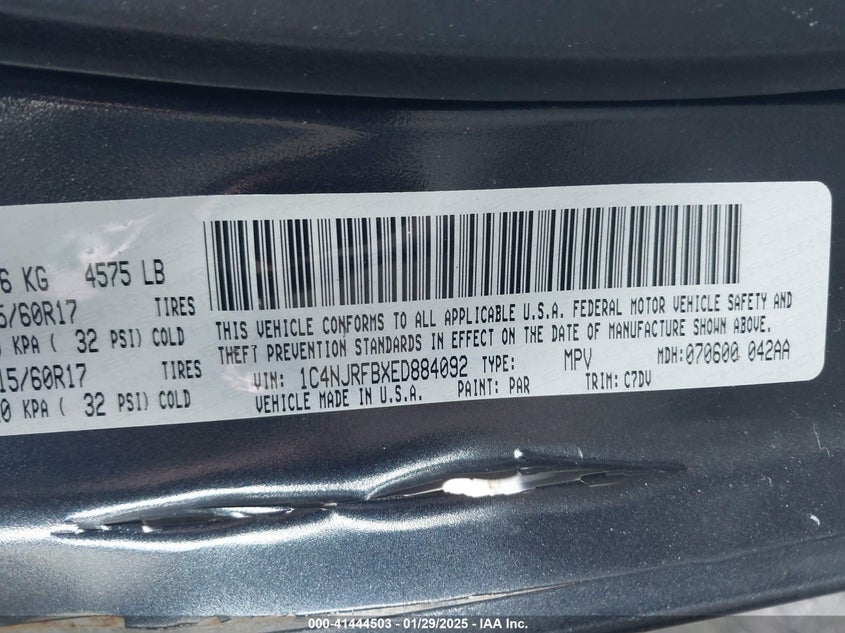 6 KG 4575 LB
5/60R17 TIRES
KPA ( 32 PSI) COLD
15/60R17 TIRES
0 KPA ( 32 PSI) COLD
THIS VEHICLE CONFORMS TO ALL APPLICABLE U.S.A. FEDERAL MOTOR VEHICLE SAFETY AND
THEFT PREVENTION STANDARDS IN EFFECT ON THE DATE OF MANUFACTURE SHOWN ABOVE.
VIN: 1C4NJRFBXED884092 TYPE: MPV MDH: 070600 042AA
VEHICLE MADE IN U.S.A. PAINT: PAR TRIM: C7DV
000-41444503 - 01/29/2025 - IAA Inc.